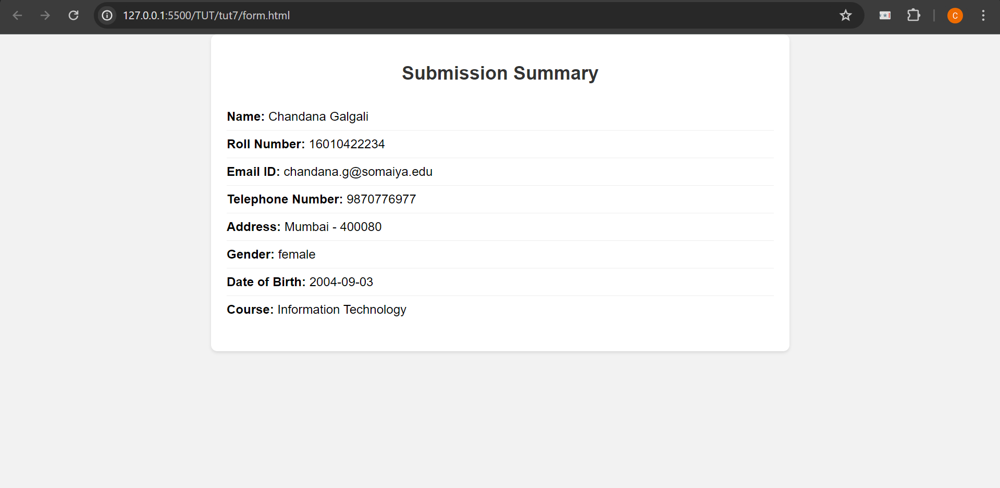 127.0.0.1:5500/TUT/tut7/form.html
C
Submission Summary
Name: Chandana Galgali
Roll Number: 16010422234
Email ID: chandana.g@somaiya.edu
Telephone Number: 9870776977
Address: Mumbai - 400080
Gender: female
Date of Birth: 2004-09-03
Course: Information Technology